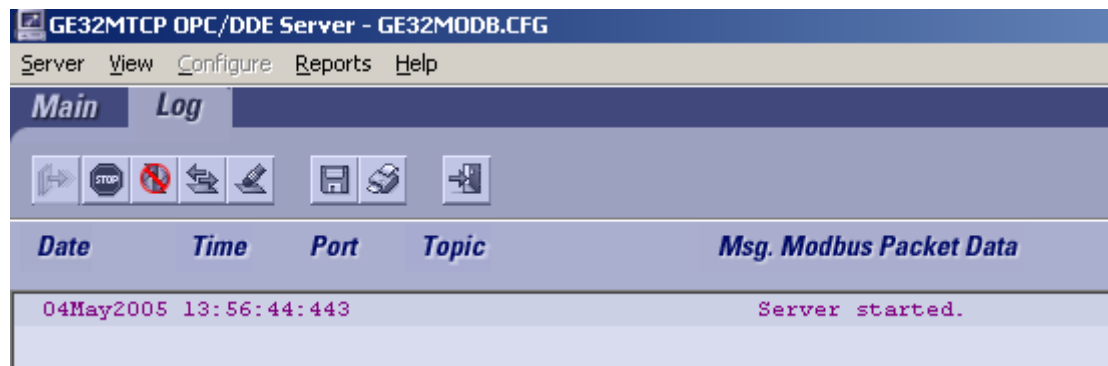 GE32MTCP OPC/DDE Server - GE32MODB.CFG
Server View Configure Reports Help
Main Log
STOP
Date Time Port Topic Msg. Modbus Packet Data
04May2005 13:56:44:443 Server started.